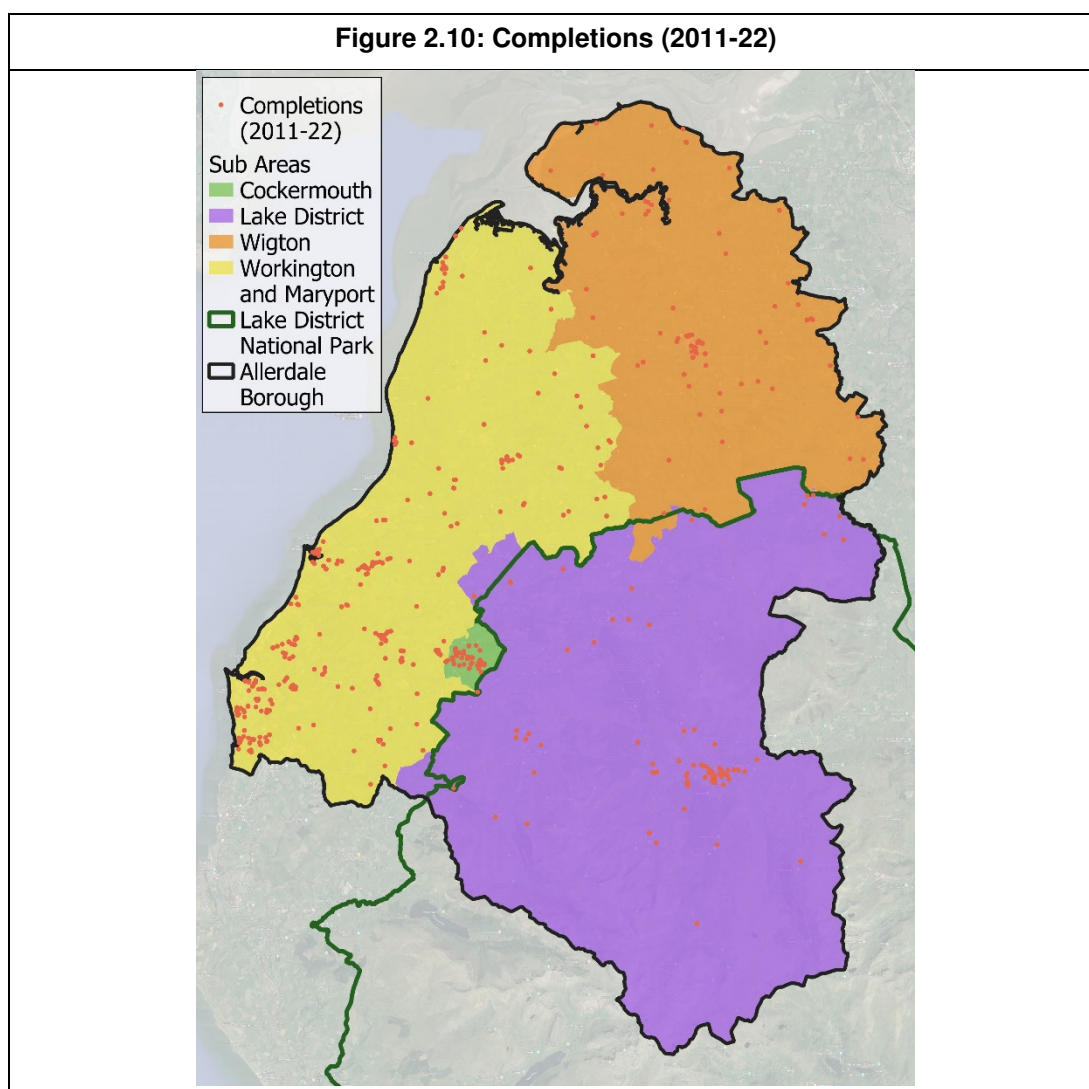 Figure 2.10: Completions (2011-22)
Completions
(2011-22)
Sub Areas
Cockermouth
Lake District
Wigton
Workington
and Maryport
Lake District
National Park
Allerdale
Borough